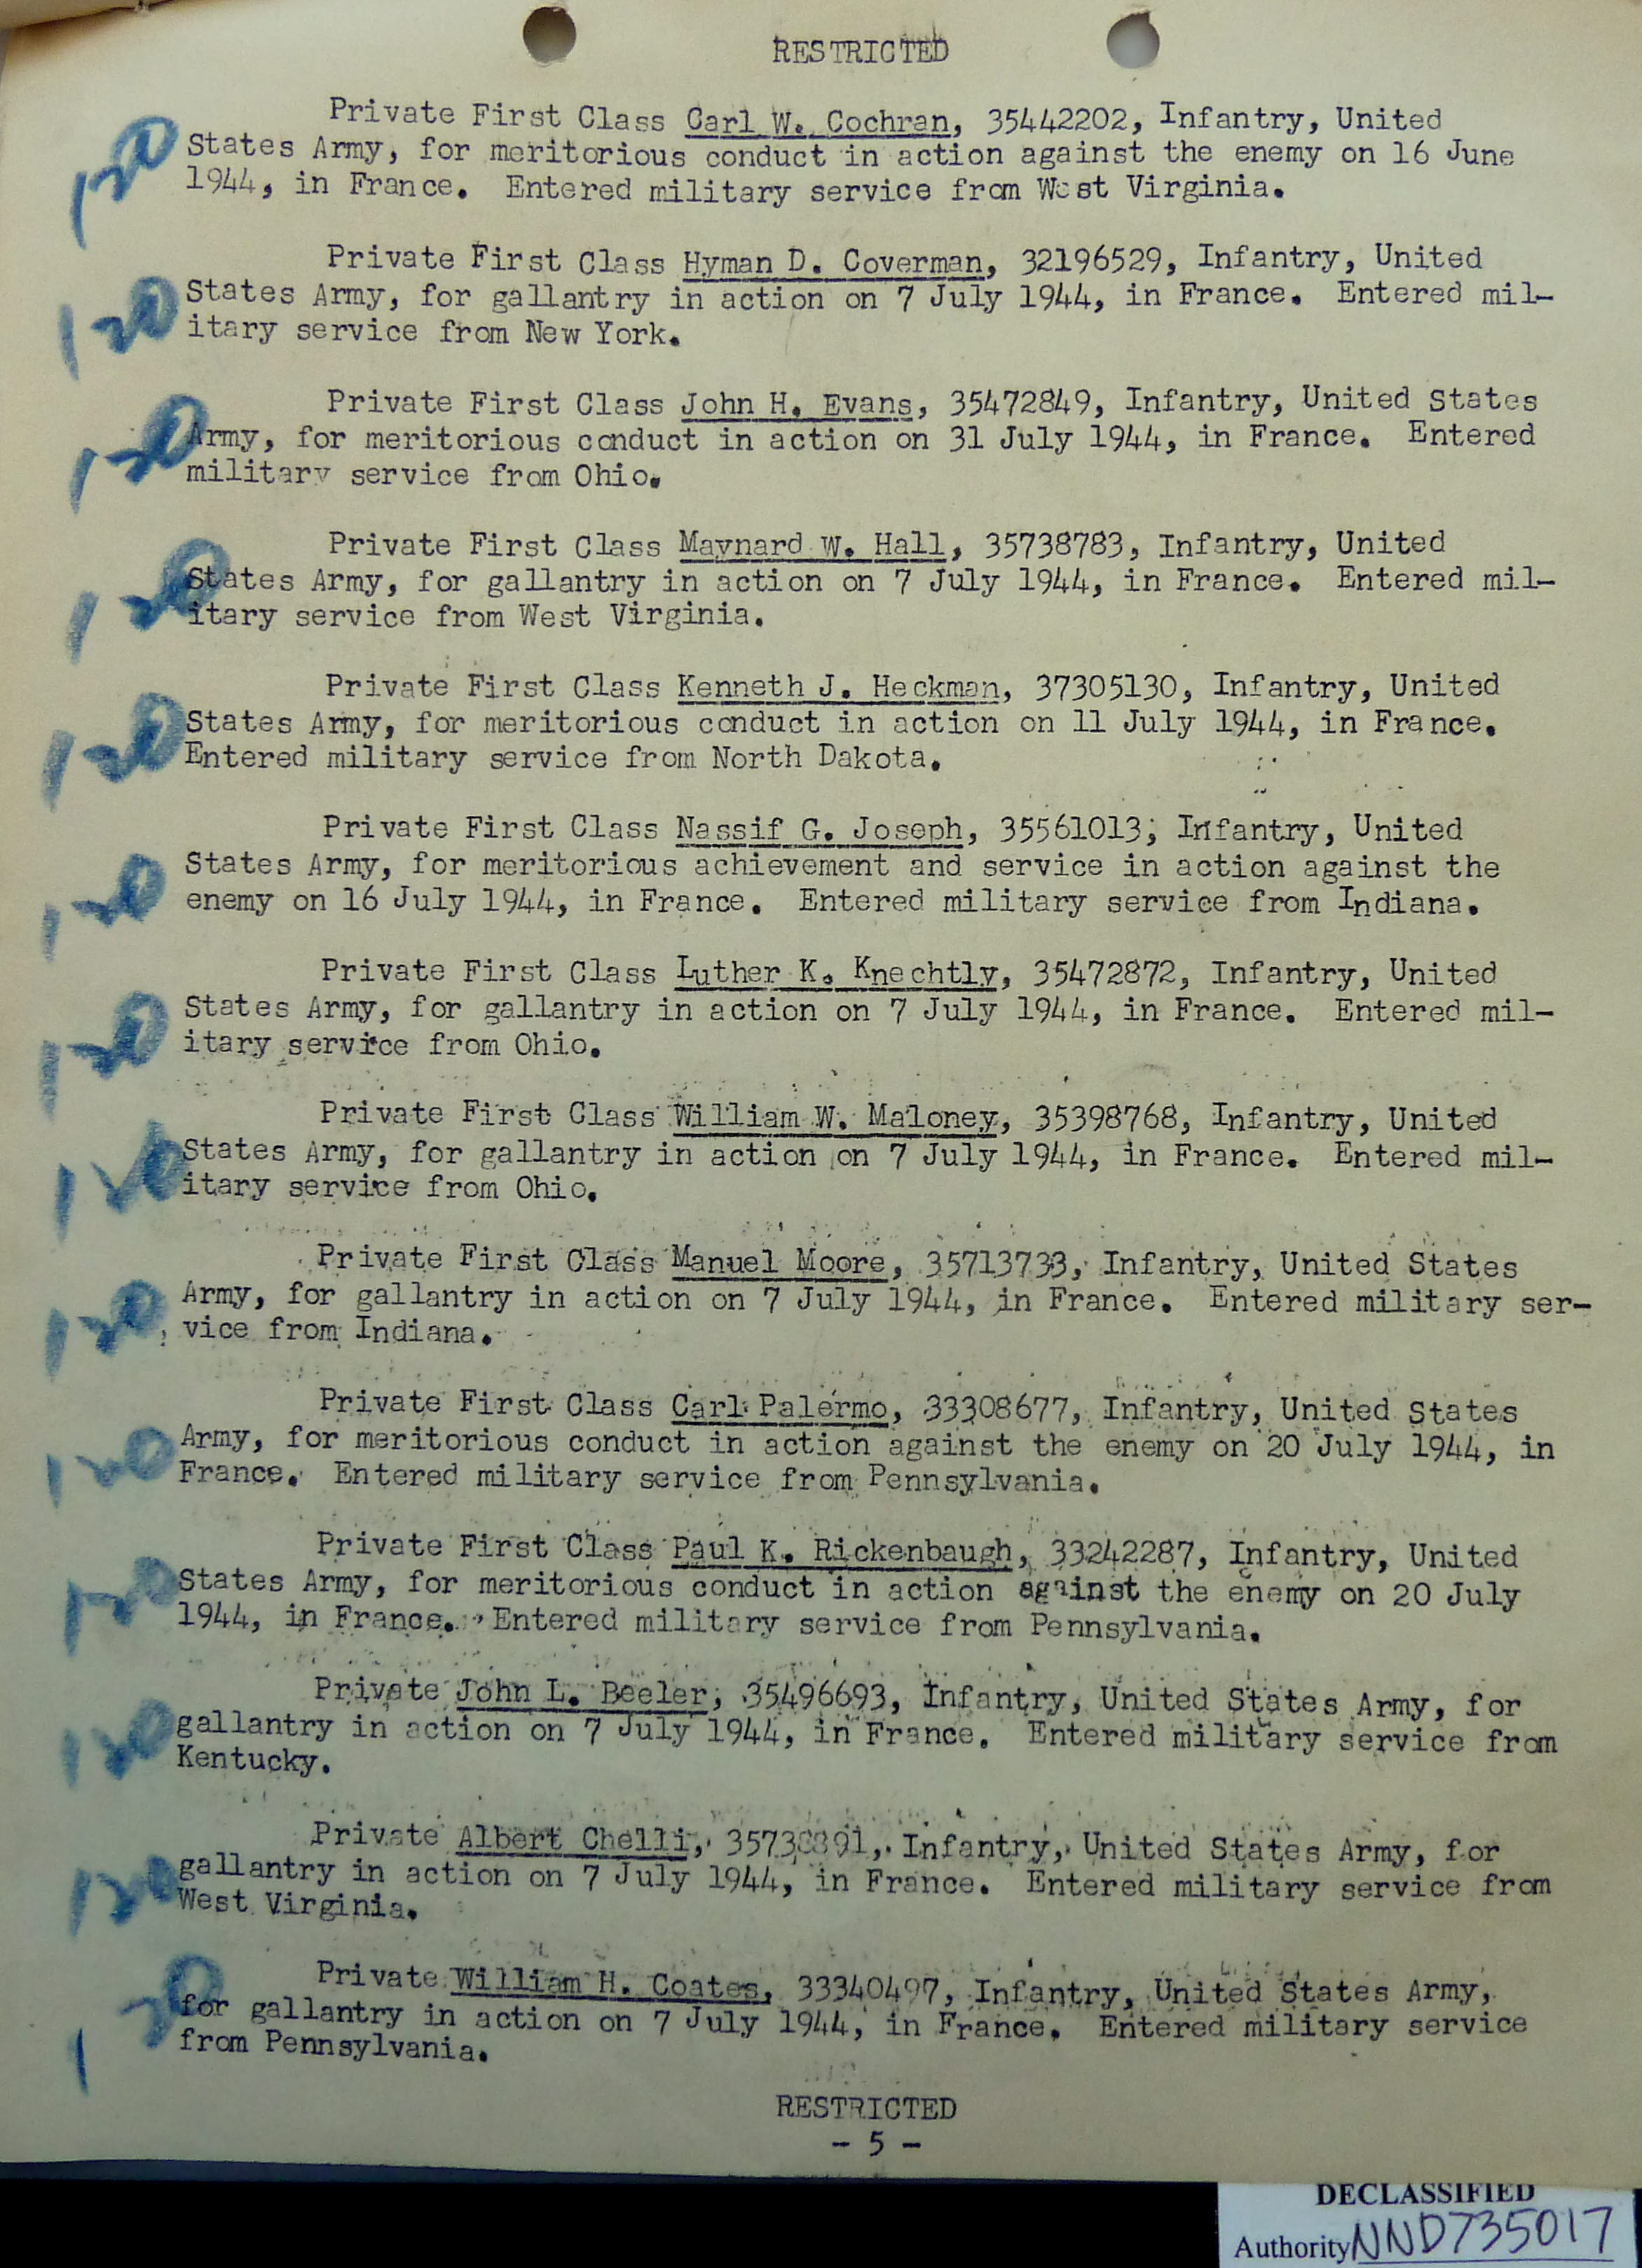 RESTRICTED
Private First Class Carl W. Cochran, 35442202, Infantry, United
120 States Army, for meritorious conduct in action against the enemy on 16 June
1944, in France. Entered military service from West Virginia.
Private First Class Hyman D. Coverman, 32196529, Infantry, United
120 States Army, for gallantry in action on 7 July 1944, in France. Entered mil-
itary service from New York.
Private First Class John H. Evans, 35472849, Infantry, United States
120 Army, for meritorious conduct in action on 31 July 1944, in France. Entered
military service from Ohio.
Private First Class Maynard W. Hall, 35738783, Infantry, United
120 States Army, for gallantry in action on 7 July 1944, in France. Entered mil-
itary service from West Virginia.
Private First Class Kenneth J. Heckman, 37305130, Infantry, United
120 States Army, for meritorious conduct in action on 11 July 1944, in France.
Entered military service from North Dakota.
Private First Class Nassif G. Joseph, 35561013, Infantry, United
120 States Army, for meritorious achievement and service in action against the
enemy on 16 July 1944, in France. Entered military service from Indiana.
Private First Class Luther K. Knechtly, 35472872, Infantry, United
120 States Army, for gallantry in action on 7 July 1944, in France. Entered mil-
itary service from Ohio.
Private First Class William W. Maloney, 35398768, Infantry, United
120 States Army, for gallantry in action on 7 July 1944, in France. Entered mil-
itary service from Ohio.
Private First Class Manuel Moore, 35713733, Infantry, United States
120 Army, for gallantry in action on 7 July 1944, in France. Entered military ser-
vice from Indiana.
Private First Class Carl Palermo, 33308677, Infantry, United States
120 Army, for meritorious conduct in action against the enemy on 20 July 1944, in
France. Entered military service from Pennsylvania.
Private First Class Paul K. Rickenbaugh, 33242287, Infantry, United
120 States Army, for meritorious conduct in action against the enemy on 20 July
1944, in France. Entered military service from Pennsylvania.
Private John L. Beeler, 35496693, Infantry, United States Army, for
120 gallantry in action on 7 July 1944, in France. Entered military service from
Kentucky.
Private Albert Chelli, Infantry, United States Army, for
120 gallantry in action on 7 July 1944, in France. Entered military service from
West Virginia.
Private William H. Coates, 33340497, Infantry, United States Army,
120 for gallantry in action on 7 July 1944, in France. Entered military service
from Pennsylvania.
RESTRICTED
- 5 -
DECLASSIFIED
Authority NND735017